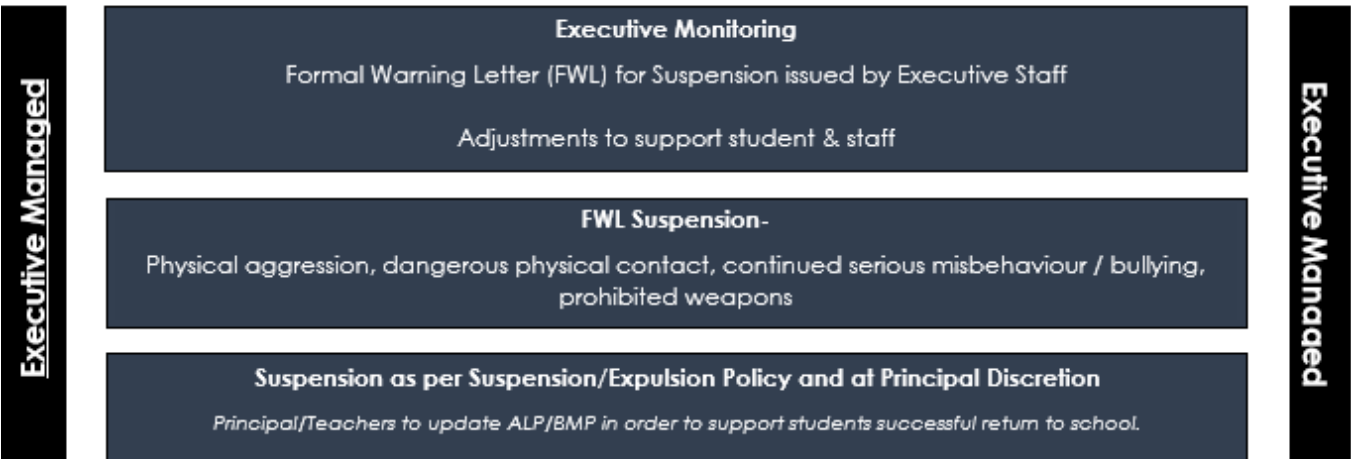 Executive Managed
Executive Monitoring
Formal Warning Letter (FWL) for Suspension issued by Executive Staff
Adjustments to support student & staff
FWL Suspension-
Physical aggression, dangerous physical contact, continued serious misbehaviour / bullying,
prohibited weapons
Suspension as per Suspension/Expulsion Policy and at Principal Discretion
Principal/Teachers to update ALP/BMP in order to support students successful return to school.
Executive Managed